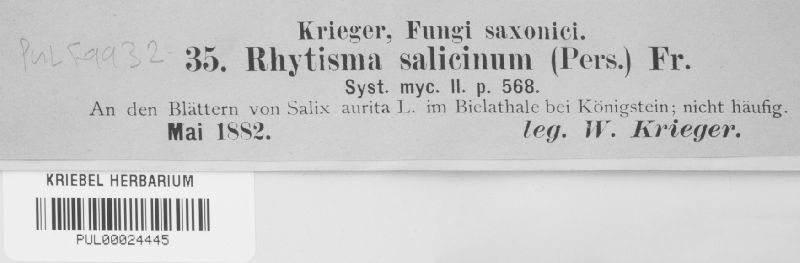 Krieger, Fungi saxonici.
PUL F9932
35. Rhytisma salicinum (Pers.) Fr.
Syst. myc. II. p. 568.
An den Blättern von Salix aurita L. im Bielathale bei Königstein; nicht häufig.
Mai 1882. leg. W. Krieger.
KRIEBEL HERBARIUM
PUL00024445